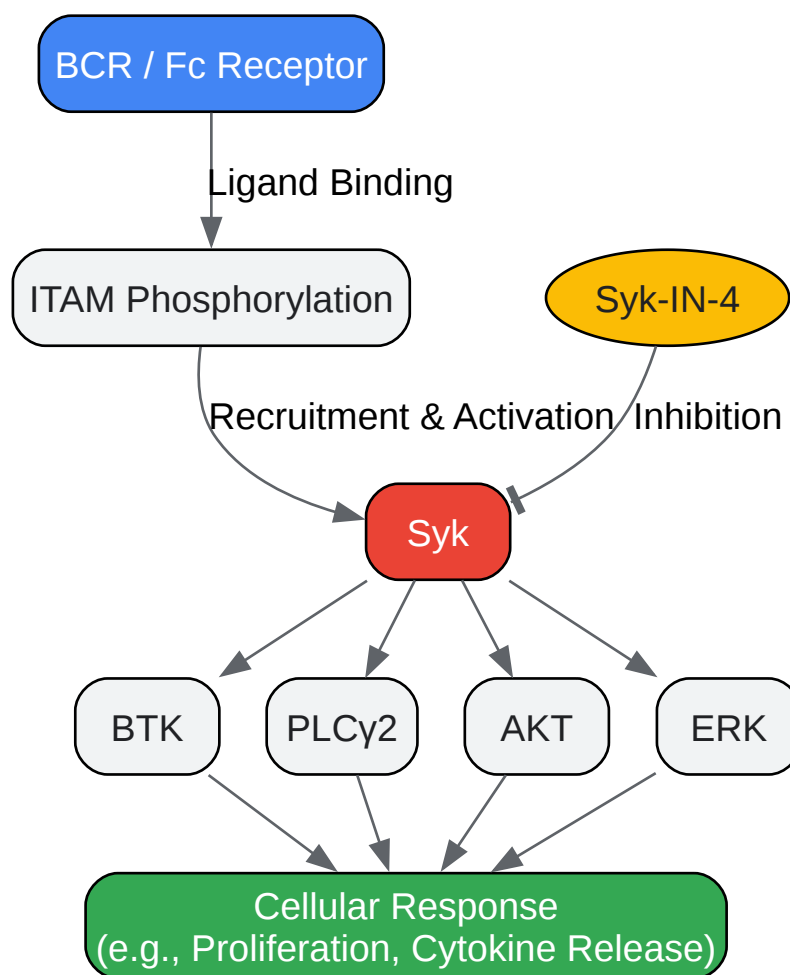 BCR / Fc Receptor
Ligand Binding
ITAM Phosphorylation
Syk-IN-4
Recruitment & Activation
Inhibition
Syk
BTK
PLCγ2
AKT
ERK
Cellular Response
(e.g., Proliferation, Cytokine Release)